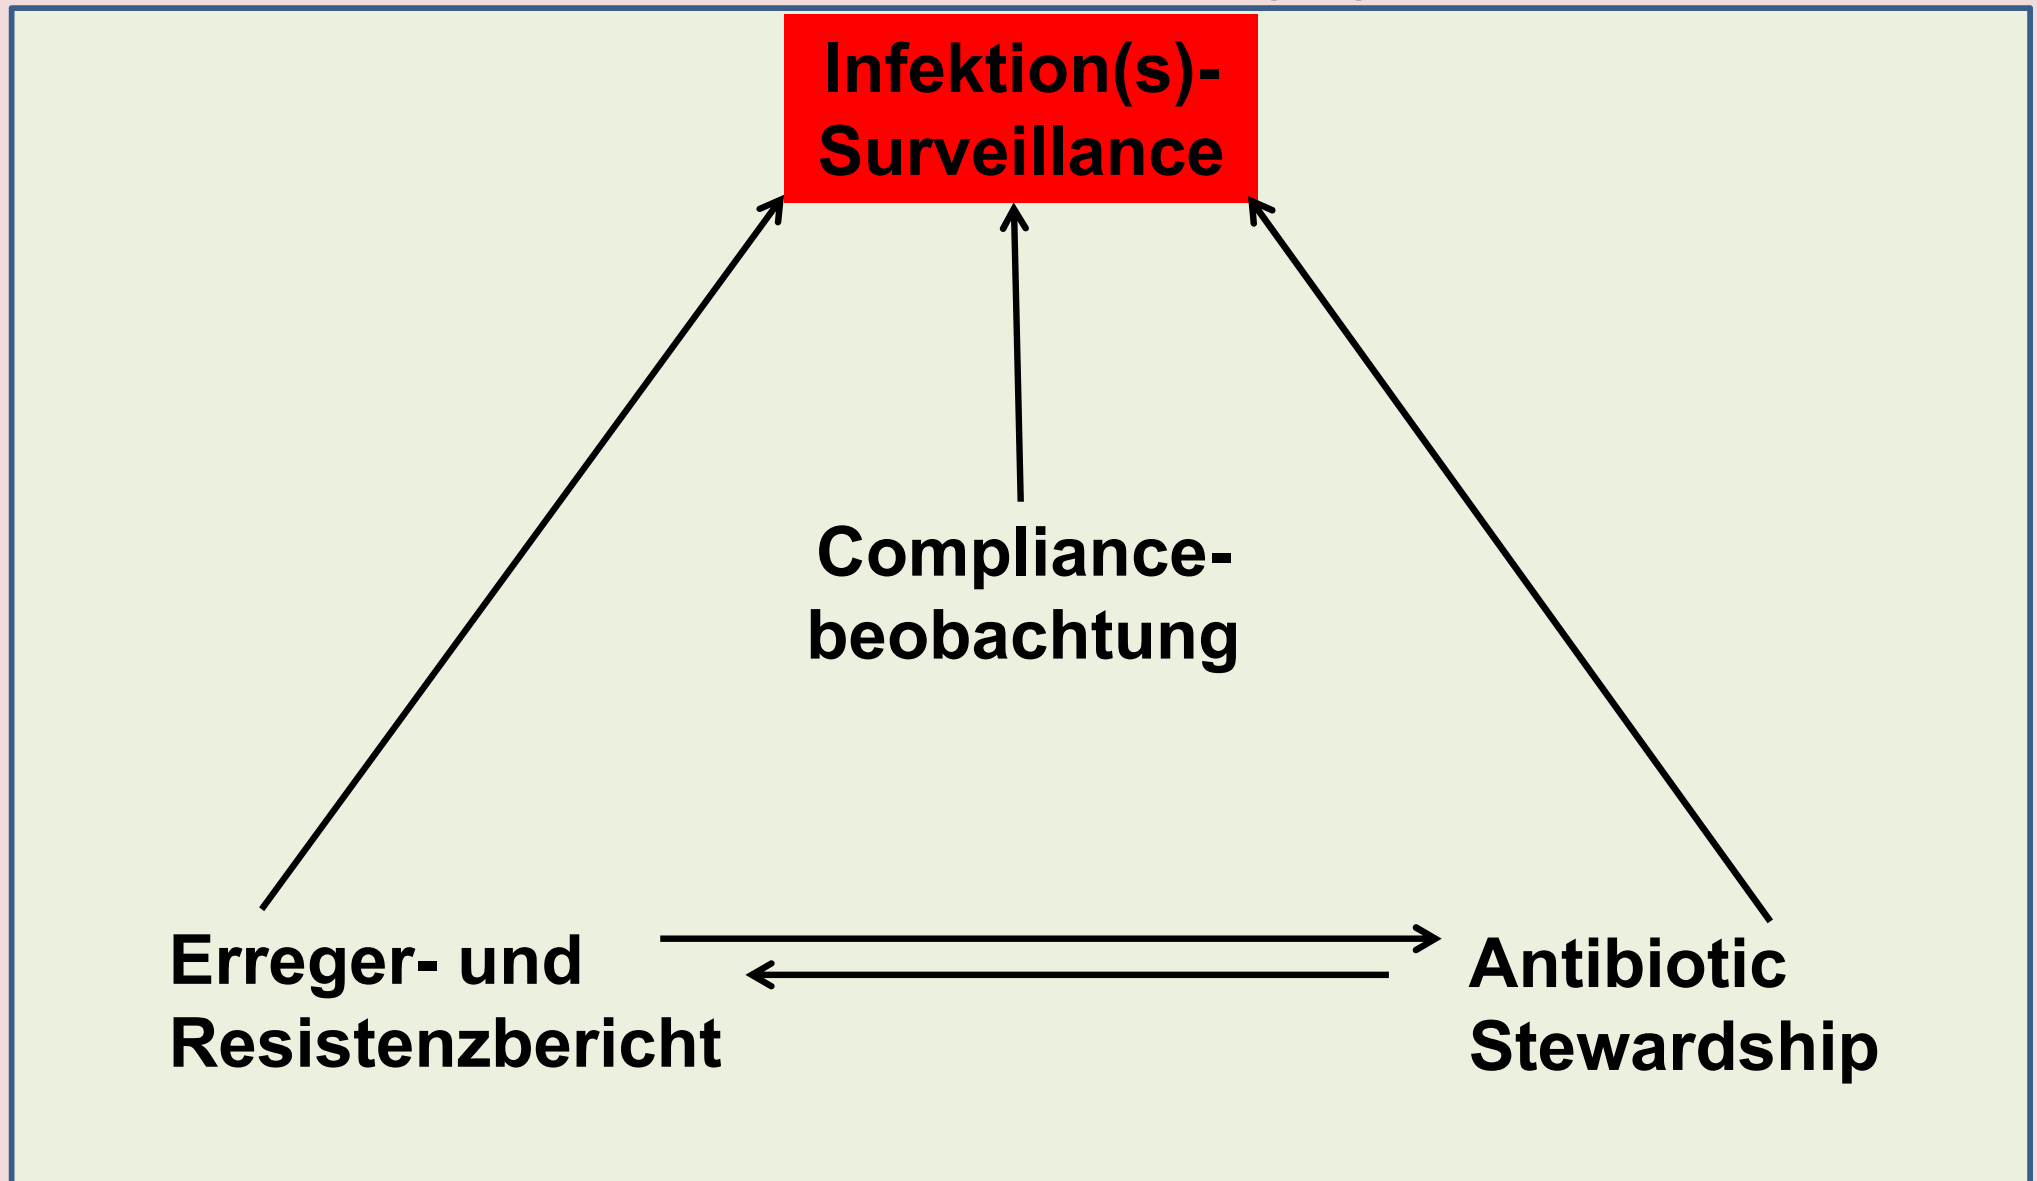 Infektion(s)-
Surveillance
Compliance-
beobachtung
Erreger- und
Resistenzbericht
Antibiotic
Stewardship